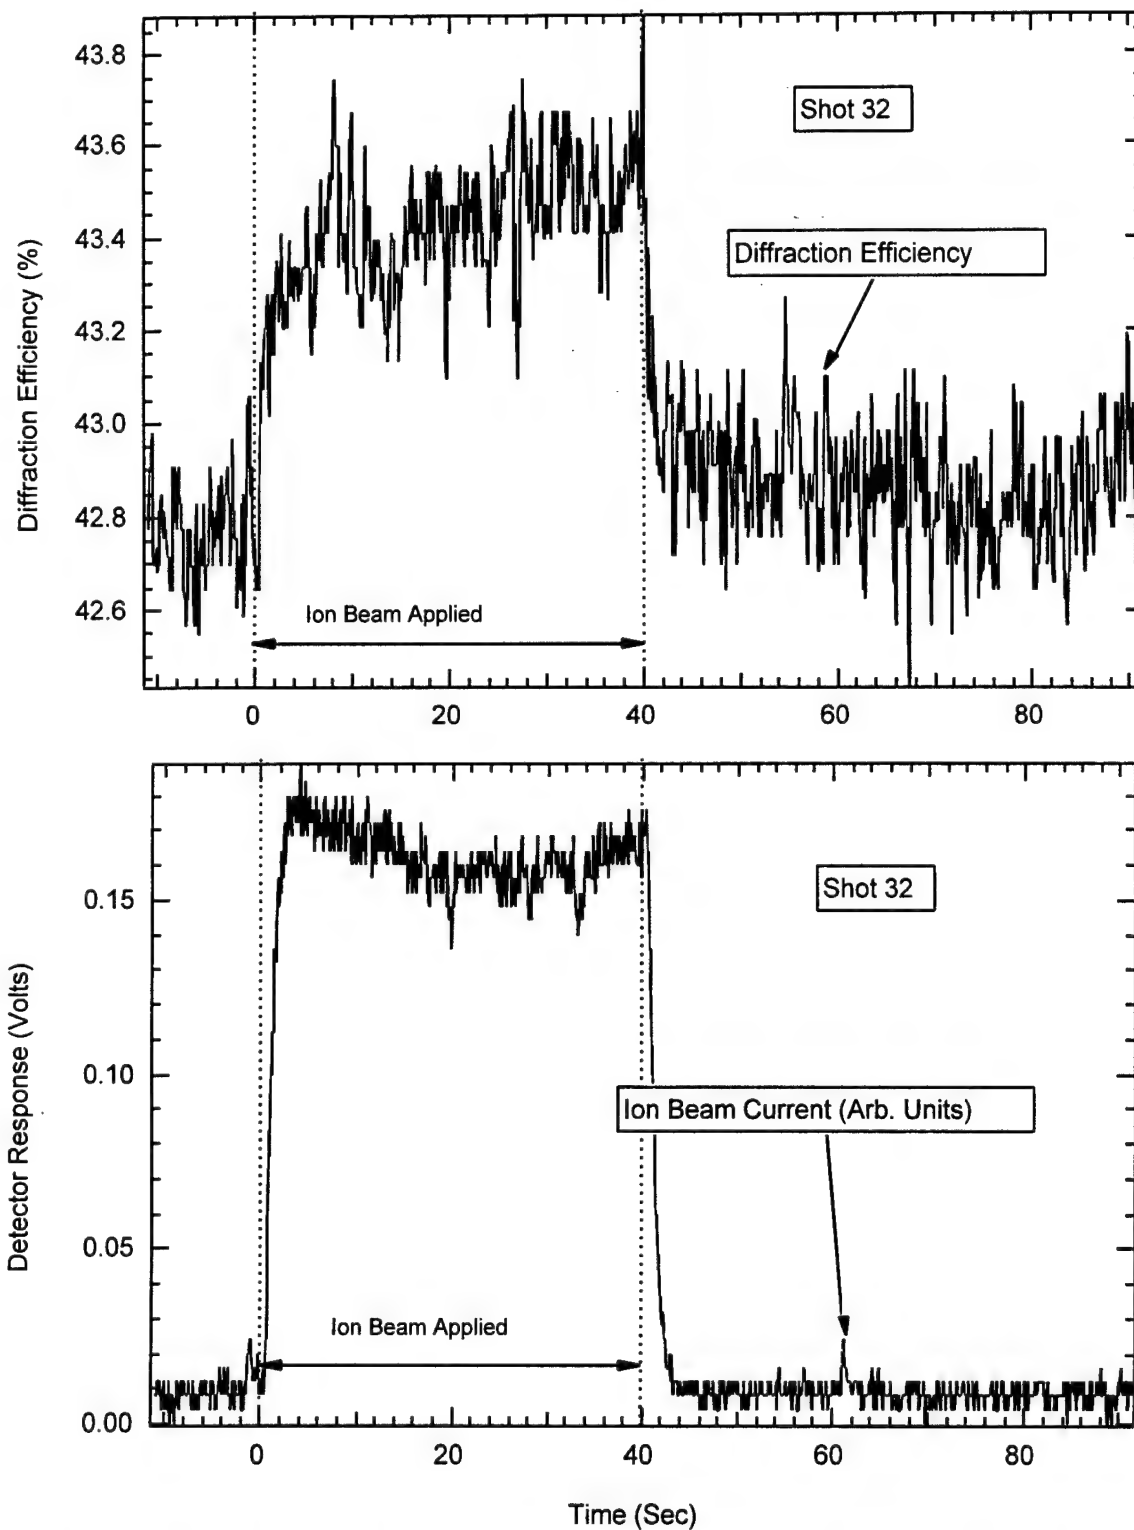 43.8
43.6
43.4
43.2
43.0
42.8
42.6
Diffraction Efficiency (%)
Shot 32
Diffraction Efficiency
Ion Beam Applied
0
20
40
60
80
0.15
0.10
0.05
0.00
Detector Response (Volts)
Shot 32
Ion Beam Current (Arb. Units)
Ion Beam Applied
0
20
40
60
80
Time (Sec)